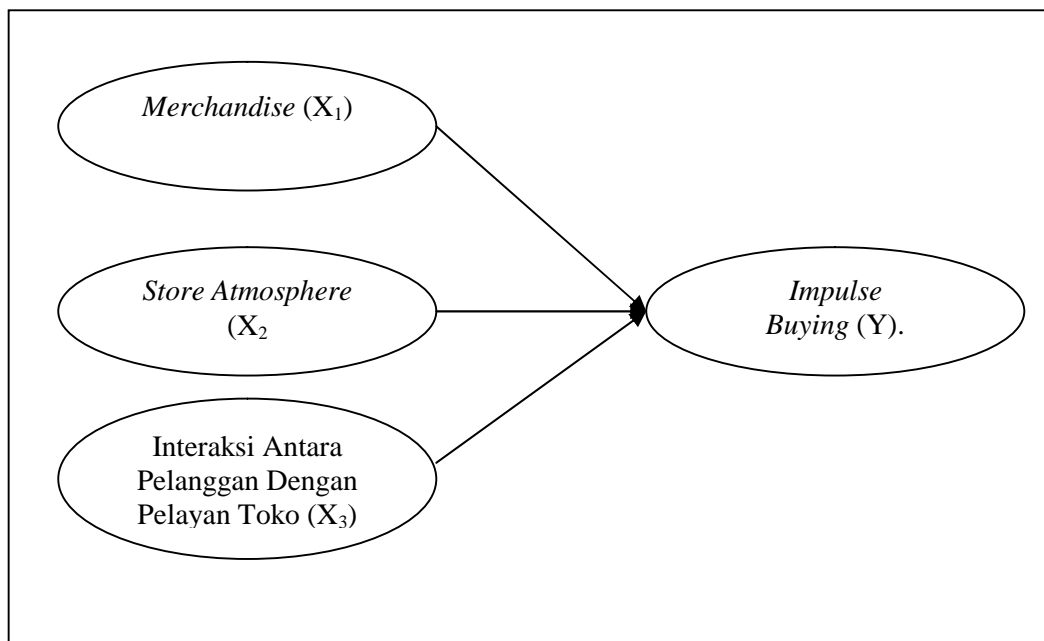 Merchandise (X₁)
Store Atmosphere
(X₂
Interaksi Antara
Pelanggan Dengan
Pelayan Toko (X₃)
Impulse
Buying (Y).